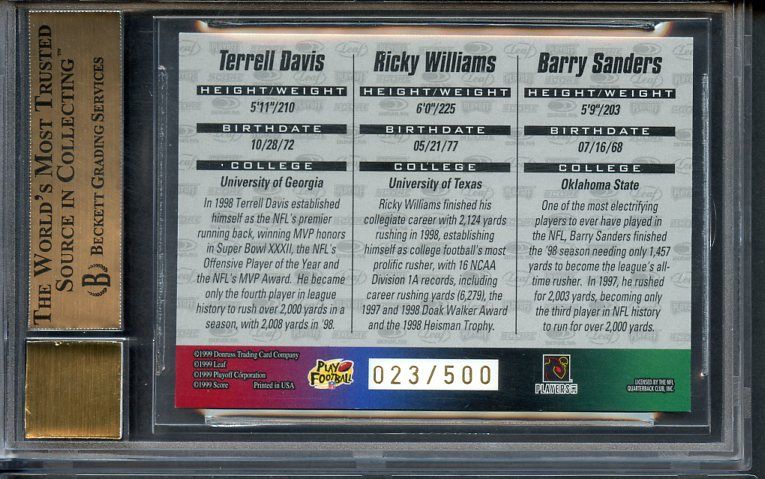 The World's Most Trusted
Source in Collecting™
Beckett Grading Services
B
Terrell Davis
HEIGHT/WEIGHT
5'11"/210
BIRTHDATE
10/28/72
COLLEGE
University of Georgia
In 1998 Terrell Davis established
himself as the NFL's premier
running back, winning MVP honors
in Super Bowl XXXII, the NFL's
Offensive Player of the Year and
the NFL's MVP Award. He became
only the fourth player in league
history to rush over 2,000 yards in a
season, with 2,008 yards in '98.
Ricky Williams
HEIGHT/WEIGHT
6'0"/225
BIRTHDATE
05/21/77
COLLEGE
University of Texas
Ricky Williams finished his
collegiate career with 2,124 yards
rushing in 1998, establishing
himself as college football's most
prolific rusher, with 16 NCAA
Division 1A records, including
career rushing yards (6,279), the
1997 and 1998 Doak Walker Award
and the 1998 Heisman Trophy.
Barry Sanders
HEIGHT/WEIGHT
5'9"/203
BIRTHDATE
07/16/68
COLLEGE
Oklahoma State
One of the most electrifying
players to ever have played in
the NFL, Barry Sanders finished
the '98 season needing only 1,457
yards to become the league's all-
time rusher. In 1997, he rushed
for 2,003 yards, becoming only
the third player in NFL history
to run for over 2,000 yards.
©1999 Donruss Trading Card Company
©1999 Leaf
©1999 Playoff Corporation
©1999 Score Printed in USA
PLAY
FOOTBALL
023/500
PLAYERS
LICENSED BY THE NFL
QUARTERBACK CLUB, INC.